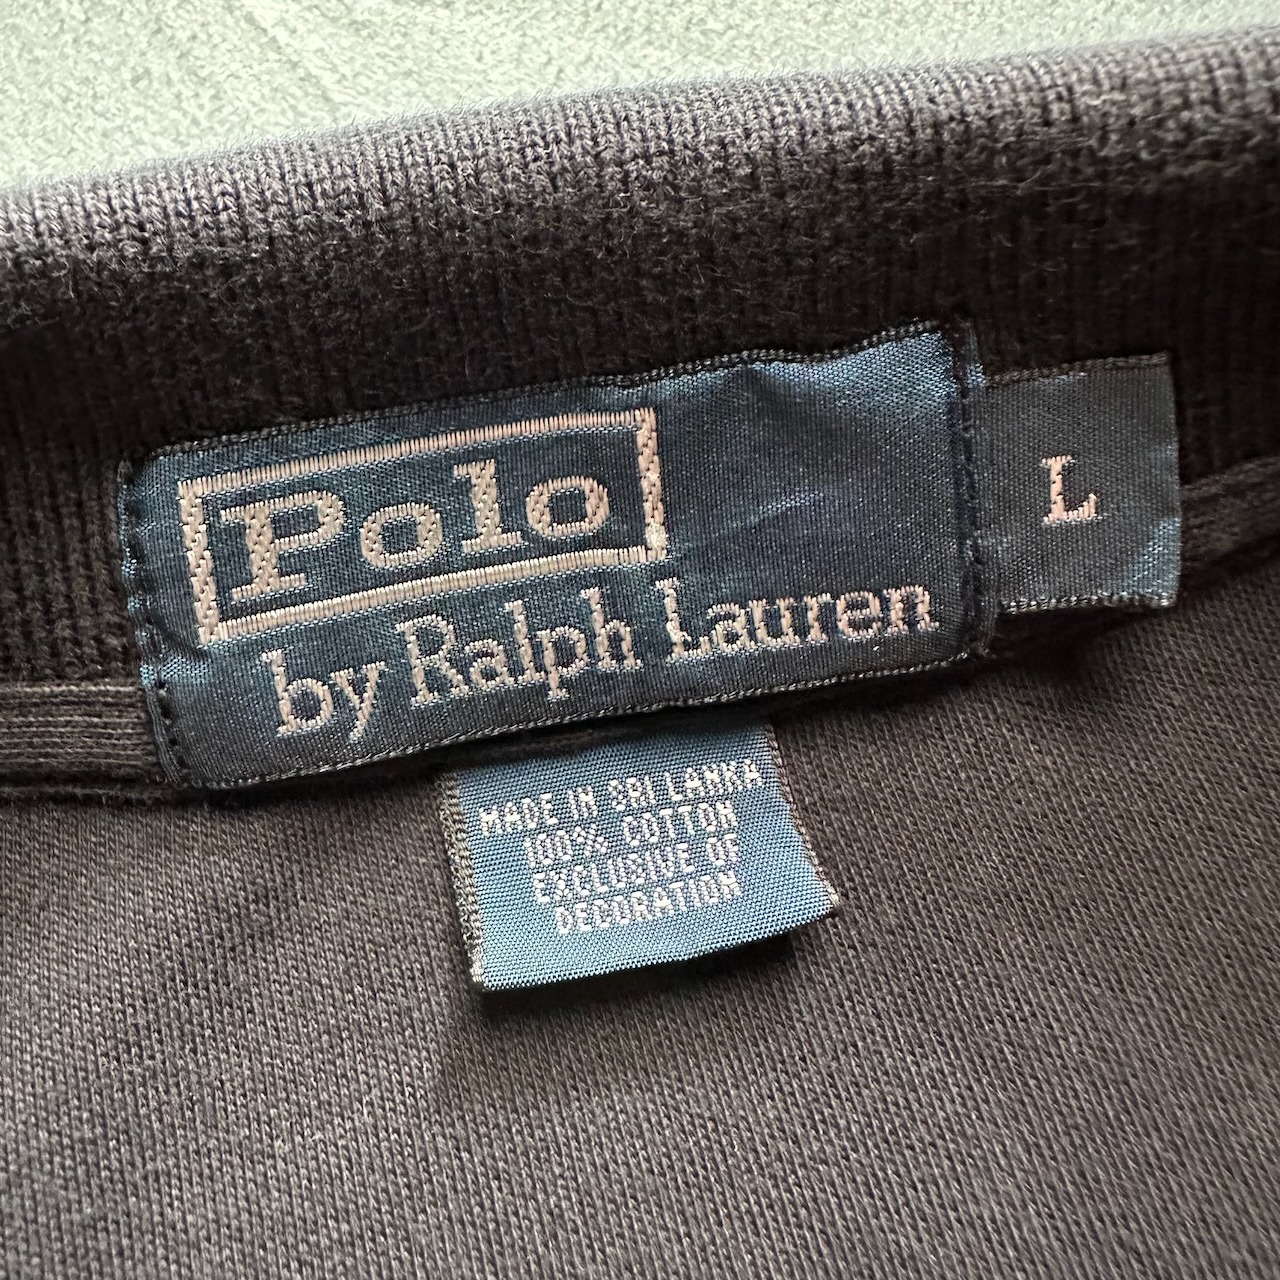 Polo
by Ralph Lauren
L
MADE IN SRI LANKA
100% COTTON
EXCLUSIVE OF
DECORATION